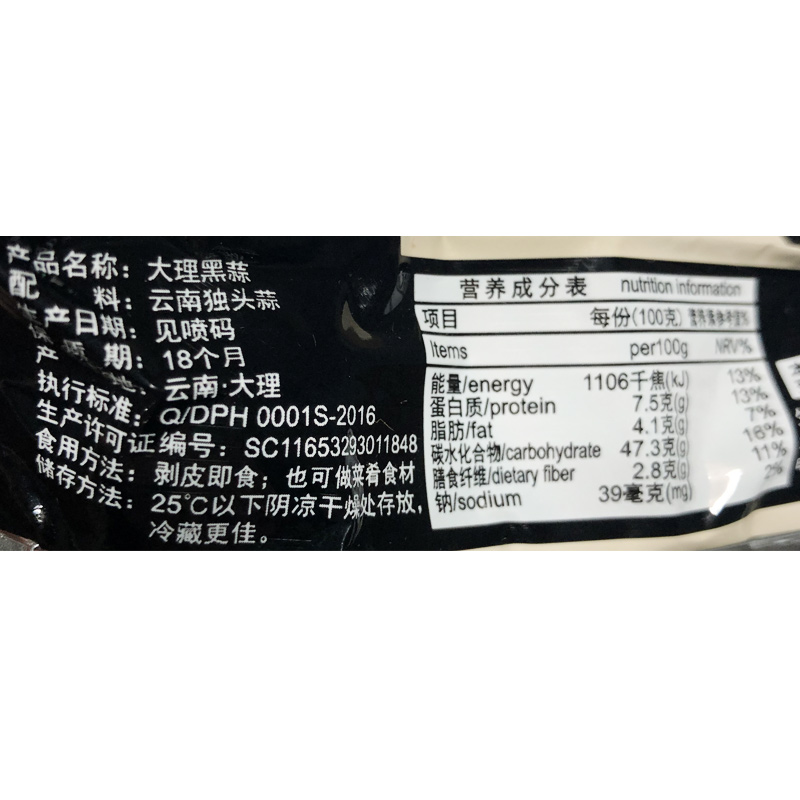 产品名称：大理黑蒜
配 料：云南独头蒜
生产日期：见喷码
保质期：18个月
产 地：云南·大理
执行标准：Q/DPH 0001S-2016
生产许可证编号：SC11653293011848
食用方法：剥皮即食；也可做菜肴食材
储存方法：25℃以下阴凉干燥处存放，
冷藏更佳。
营养成分表 nutrition information
项目 每份(100克) 营养素参考值%
Items per100g NRV%
能量/energy 1106千焦(kJ) 13%
蛋白质/protein 7.5克(g) 13%
脂肪/fat 4.1克(g) 7%
碳水化合物/carbohydrate 47.3克(g) 16%
膳食纤维/dietary fiber 2.8克(g) 11%
钠/sodium 39毫克(mg) 2%